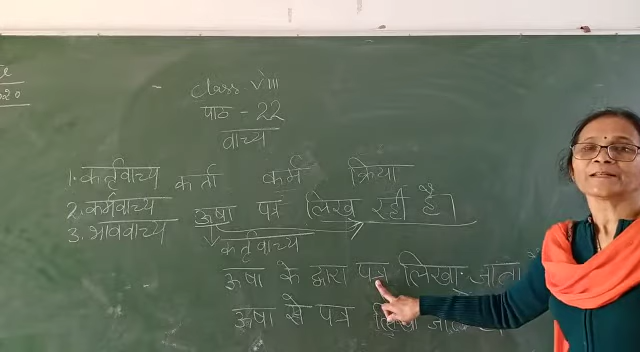 2020
Class-VIII
पाठ - 22
वाच्य
1. कर्तृवाच्य कर्ता कर्म क्रिया
2. कर्मवाच्य ऊषा पत्र लिख रही है।
3. भाववाच्य
कर्तृवाच्य
ऊषा के द्वारा पत्र लिखा जाता
ऊषा से पत्र लिखा